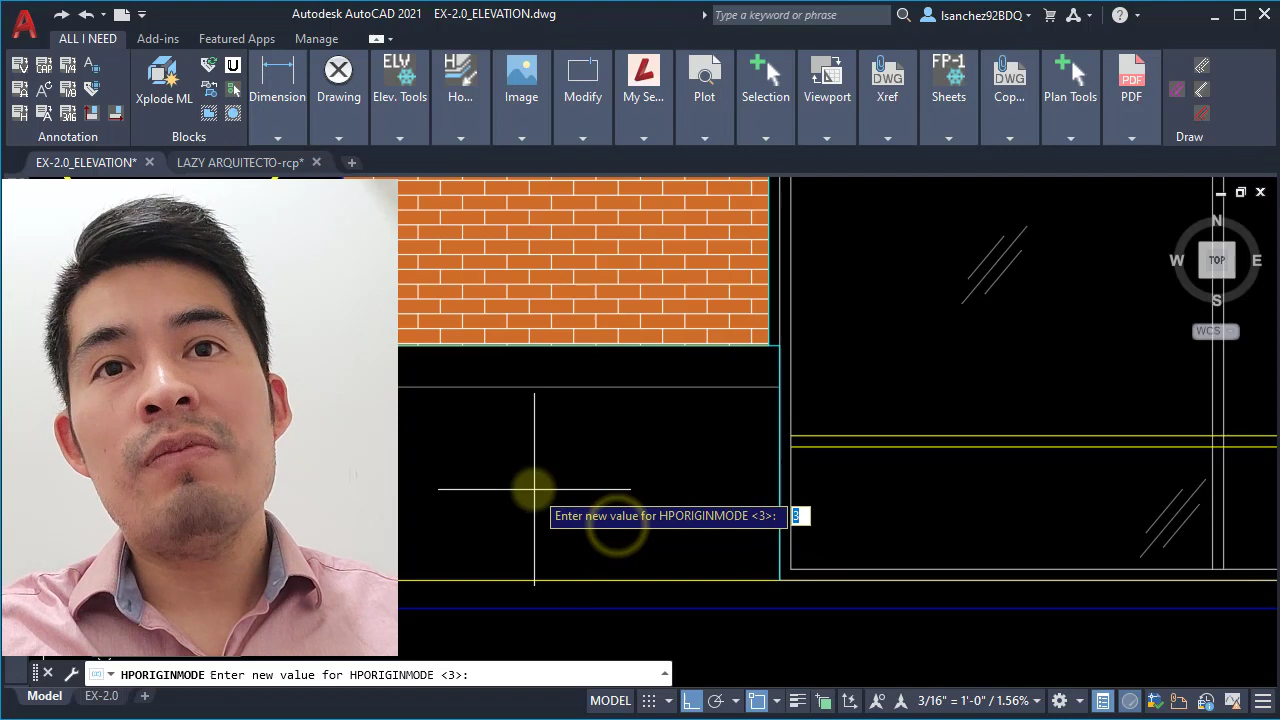 Autodesk AutoCAD 2021 EX-2.0_ELEVATION.dwg
Type a keyword or phrase
lsanchez92BDQ
ALL I NEED Add-ins Featured Apps Manage
Xplode ML
Dimension
Drawing
ELV
Elev. Tools
H
Ho...
Image
Modify
My Se...
Plot
Selection
Viewport
DWG
Xref
FP-1
Sheets
DWG
Cop...
Plan Tools
PDF
PDF
Annotation
Blocks
Draw
EX-2.0_ELEVATION*
LAZY ARQUITECTO-rcp*
N
W TOP E
S
WCS
Enter new value for HPORIGINMODE <3>: 3
HPORIGINMODE Enter new value for HPORIGINMODE <3>:
Model EX-2.0
MODEL
3/16" = 1'-0" / 1.56%